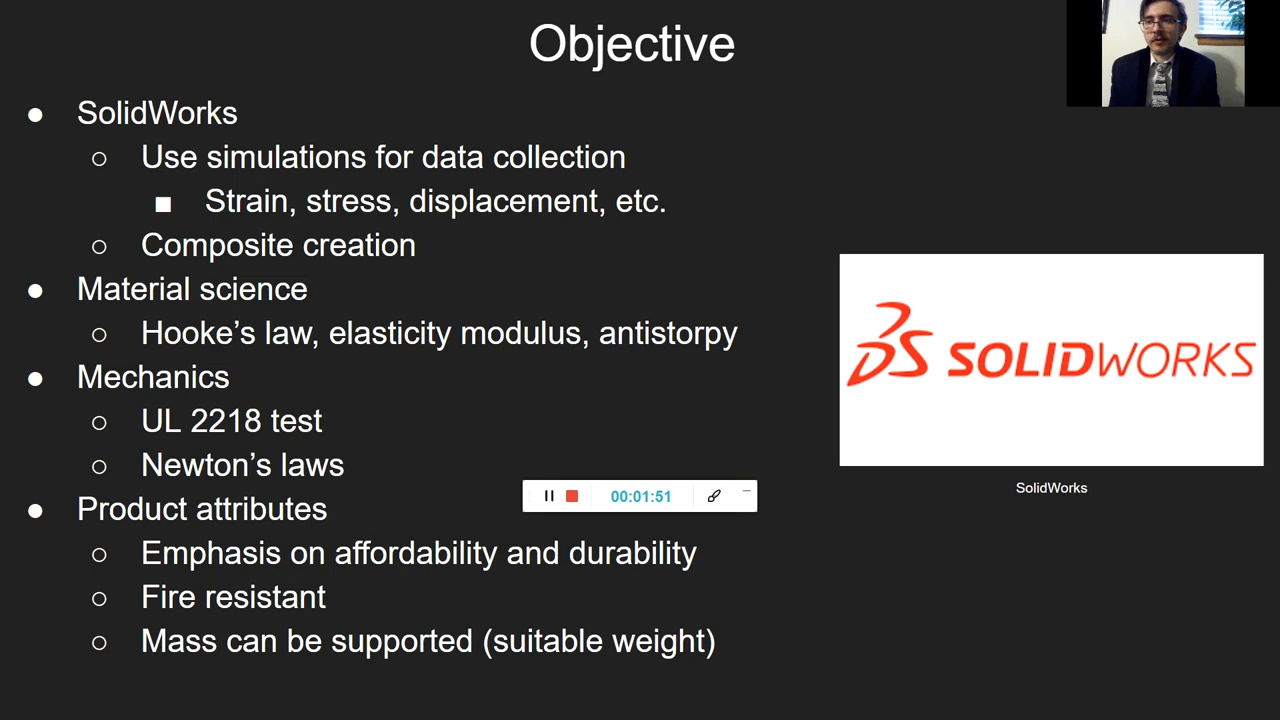 Objective
● SolidWorks
○ Use simulations for data collection
■ Strain, stress, displacement, etc.
○ Composite creation
● Material science
○ Hooke’s law, elasticity modulus, antistorpy
● Mechanics
○ UL 2218 test
○ Newton’s laws
● Product attributes
○ Emphasis on affordability and durability
○ Fire resistant
○ Mass can be supported (suitable weight)
SOLIDWORKS
SolidWorks
00:01:51